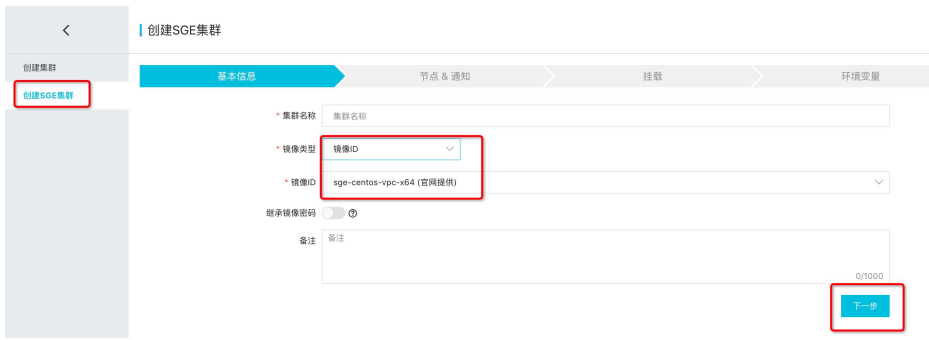 创建SGE集群
创建集群
创建SGE集群
基本信息
节点 & 通知
挂载
环境变量
* 集群名称 集群名称
* 镜像类型 镜像ID
* 镜像ID sge-centos-vpc-x64 (官网提供)
继承镜像密码 ?
备注 备注
0/1000
下一步